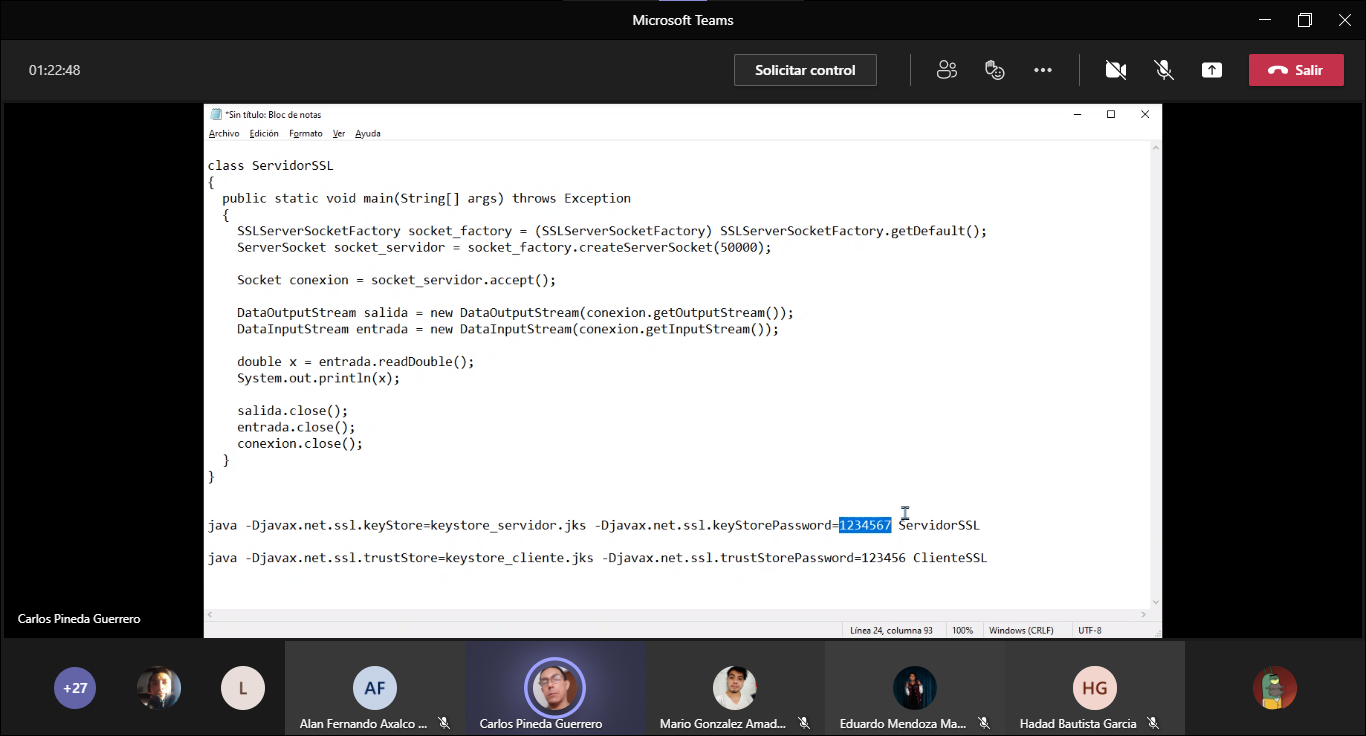 Microsoft Teams
01:22:48
Solicitar control
Salir
*Sin título: Bloc de notas
Archivo Edición Formato Ver Ayuda
class ServidorSSL
{
  public static void main(String[] args) throws Exception
  {
    SSLServerSocketFactory socket_factory = (SSLServerSocketFactory) SSLServerSocketFactory.getDefault();
    ServerSocket socket_servidor = socket_factory.createServerSocket(50000);
    Socket conexion = socket_servidor.accept();
    DataOutputStream salida = new DataOutputStream(conexion.getOutputStream());
    DataInputStream entrada = new DataInputStream(conexion.getInputStream());
    double x = entrada.readDouble();
    System.out.println(x);
    salida.close();
    entrada.close();
    conexion.close();
  }
}
java -Djavax.net.ssl.keyStore=keystore_servidor.jks -Djavax.net.ssl.keyStorePassword=1234567 ServidorSSL
java -Djavax.net.ssl.trustStore=keystore_cliente.jks -Djavax.net.ssl.trustStorePassword=123456 ClienteSSL
Carlos Pineda Guerrero
Línea 24, columna 93 100% Windows (CRLF) UTF-8
+27
L
AF
HG
Alan Fernando Axalco ...
Carlos Pineda Guerrero
Mario Gonzalez Amad...
Eduardo Mendoza Ma...
Hadad Bautista Garcia